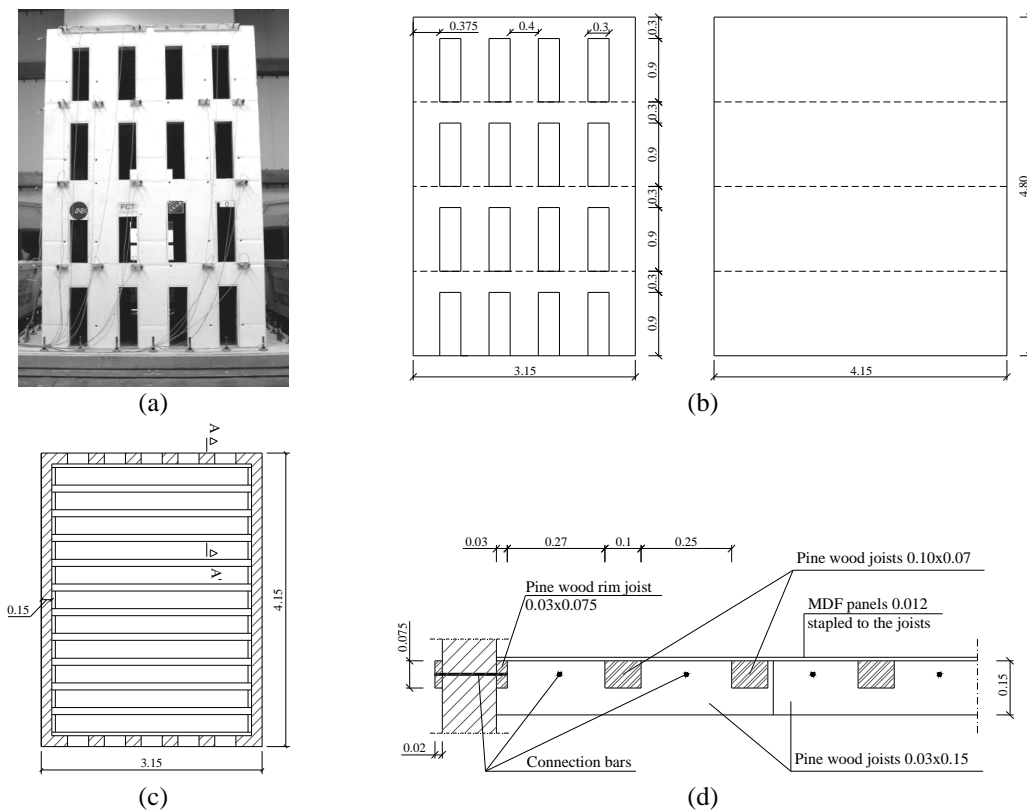 0.375
0.4
0.3
0.3
0.9
0.3
0.9
0.3
0.9
0.3
0.9
3.15
4.80
4.15
FCT
(a)
(b)
A
A'
0.15
4.15
3.15
(c)
0.03
0.27
0.1
0.25
Pine wood joists 0.10x0.07
Pine wood rim joist
0.03x0.075
MDF panels 0.012
stapled to the joists
0.075
0.15
0.02
Connection bars
Pine wood joists 0.03x0.15
(d)